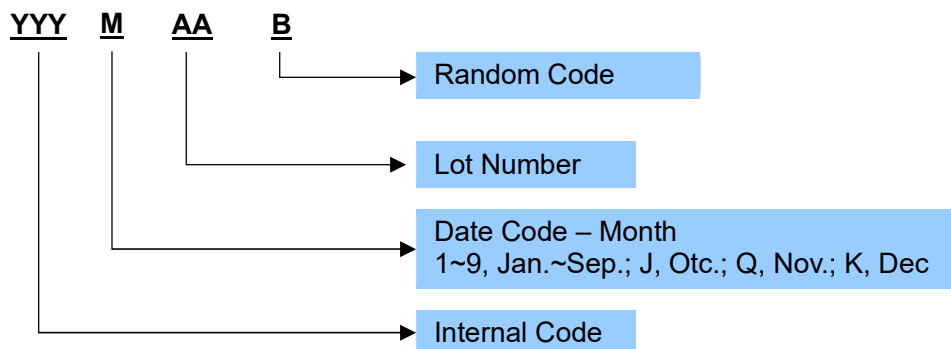 YYY M AA B
Random Code
Lot Number
Date Code – Month
1~9, Jan.~Sep.; J, Otc.; Q, Nov.; K, Dec
Internal Code